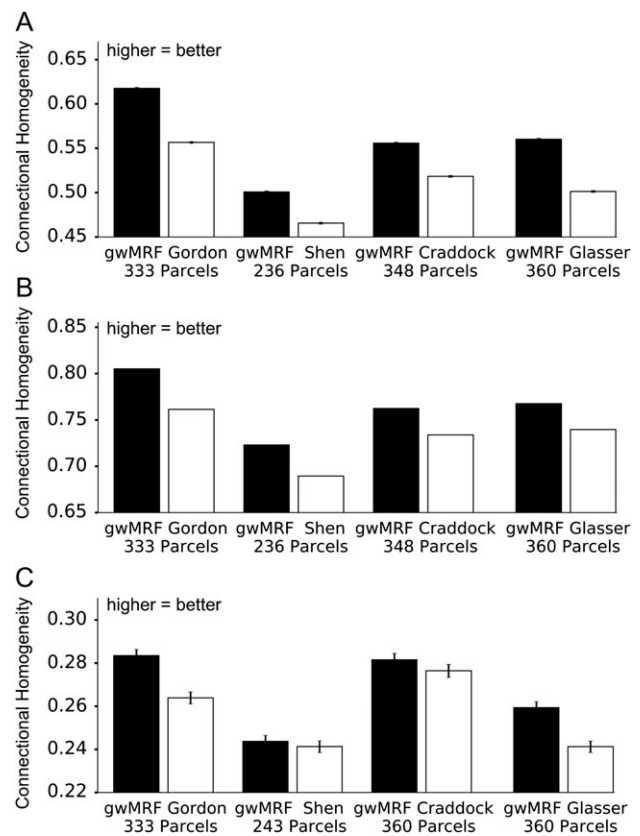 A
higher = better
Connectional Homogeneity
0.65
0.60
0.55
0.50
0.45
gwMRF Gordon gwMRF Shen gwMRF Craddock gwMRF Glasser
333 Parcels 236 Parcels 348 Parcels 360 Parcels
B
higher = better
Connectional Homogeneity
0.85
0.80
0.75
0.70
0.65
gwMRF Gordon gwMRF Shen gwMRF Craddock gwMRF Glasser
333 Parcels 236 Parcels 348 Parcels 360 Parcels
C
higher = better
Connectional Homogeneity
0.30
0.28
0.26
0.24
0.22
gwMRF Gordon gwMRF Shen gwMRF Craddock gwMRF Glasser
333 Parcels 243 Parcels 360 Parcels 360 Parcels